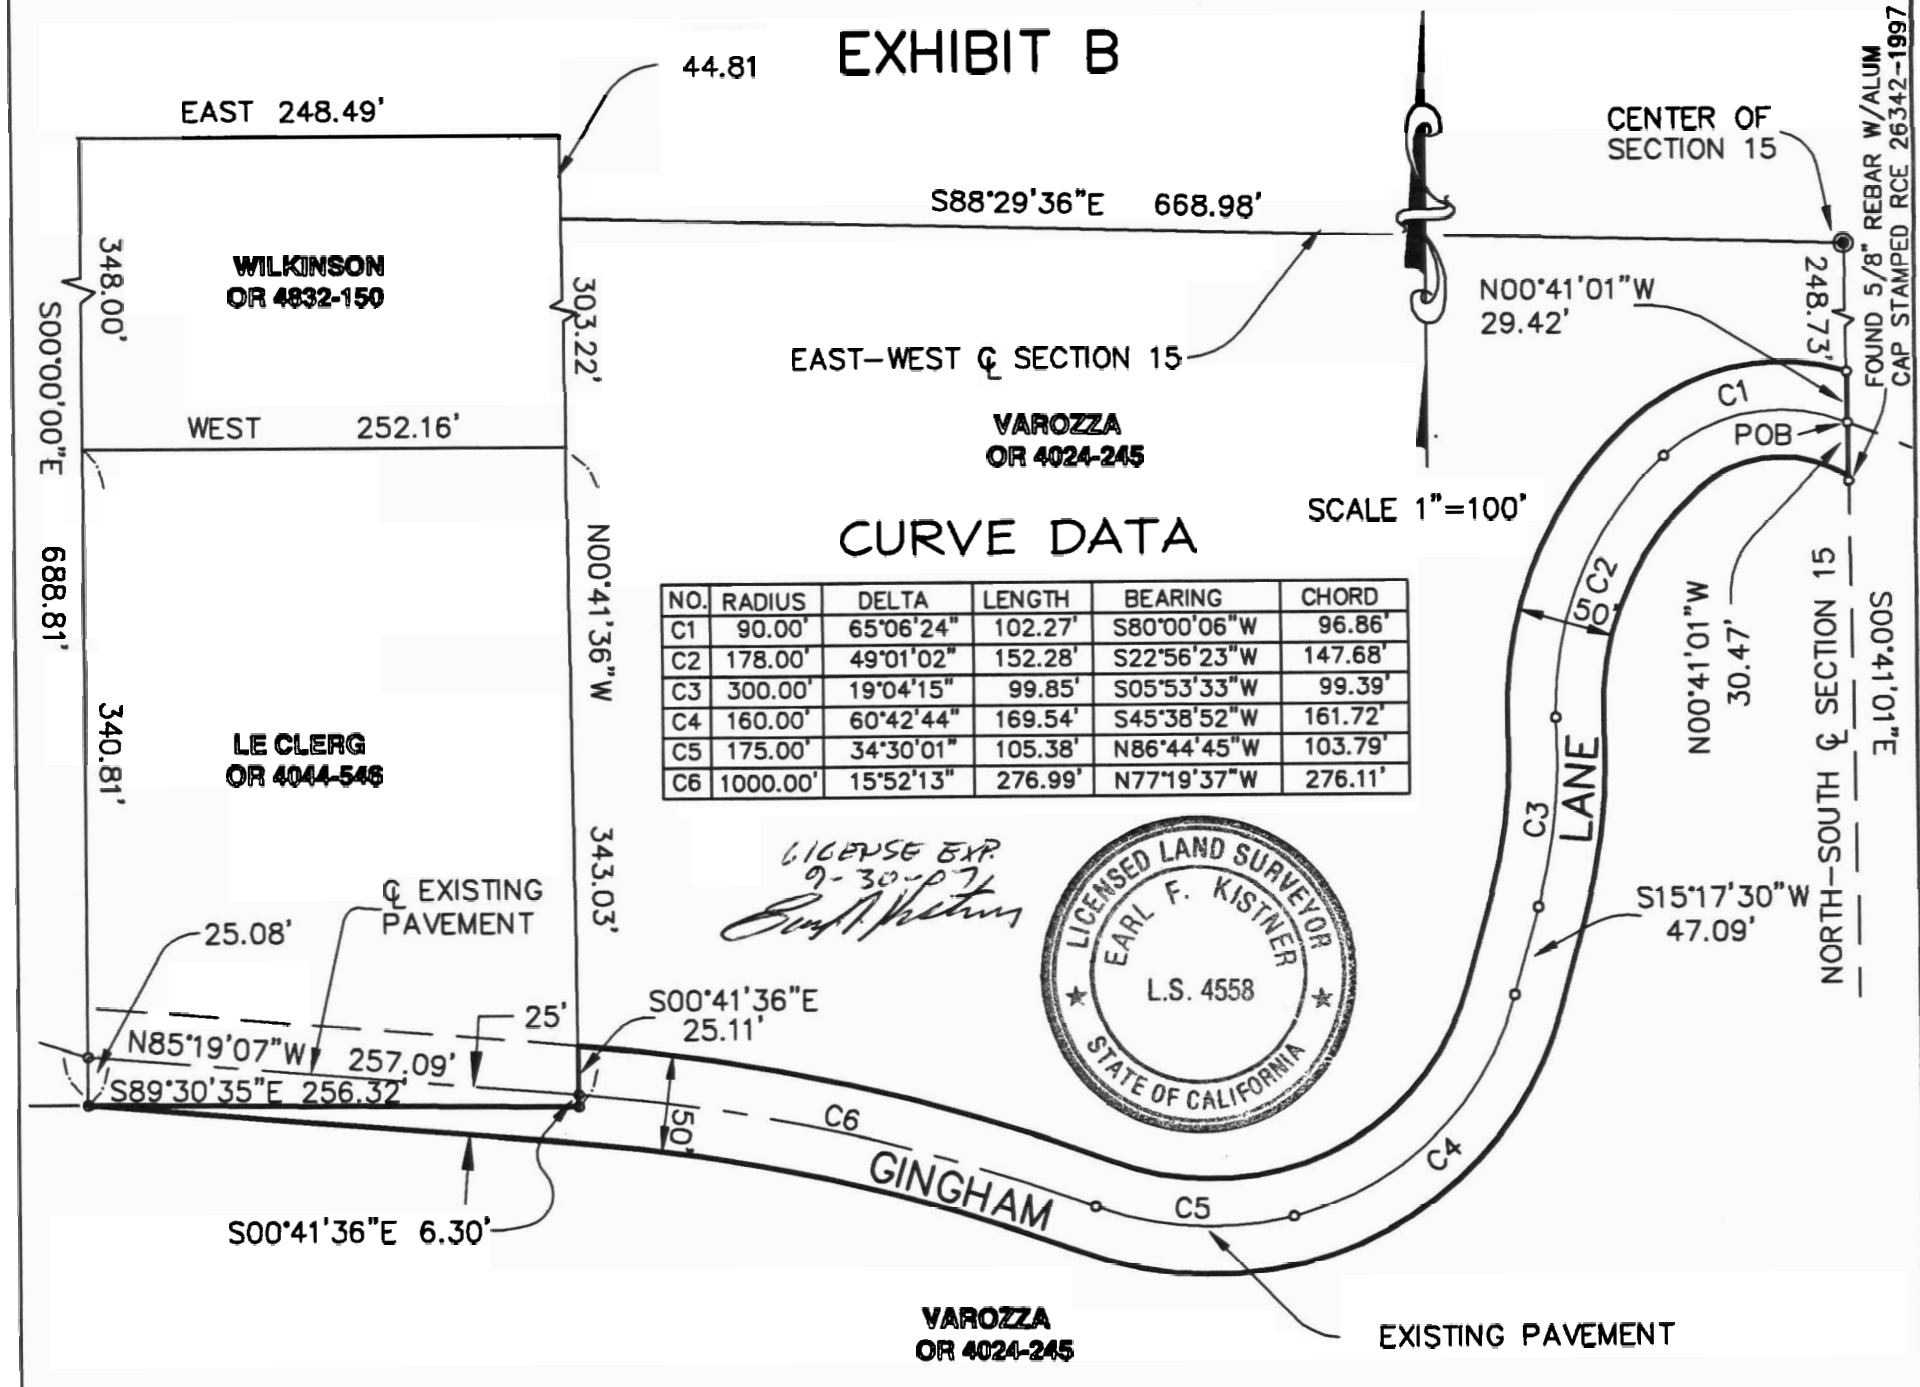 EXHIBIT B
44.81
EAST 248.49'
S88°29'36"E 668.98'
CENTER OF
SECTION 15
FOUND 5/8" REBAR W/ALUM
CAP STAMPED RCE 26342-1997
348.00'
WILKINSON
OR 4832-150
303.22'
EAST-WEST ℄ SECTION 15
N00°41'01"W
29.42'
248.73'
S00°00'00"E
688.81'
WEST 252.16'
VAROZZA
OR 4024-245
C1
POB
SCALE 1"=100'
N00°41'36"W
CURVE DATA
NO. RADIUS DELTA LENGTH BEARING CHORD
C1 90.00' 65°06'24" 102.27' S80°00'06"W 96.86'
C2 178.00' 49°01'02" 152.28' S22°56'23"W 147.68'
C3 300.00' 19°04'15" 99.85' S05°53'33"W 99.39'
C4 160.00' 60°42'44" 169.54' S45°38'52"W 161.72'
C5 175.00' 34°30'01" 105.38' N86°44'45"W 103.79'
C6 1000.00' 15°52'13" 276.99' N77°19'37"W 276.11'
C2
50'
N00°41'01"W
30.47'
NORTH-SOUTH ℄ SECTION 15
S00°41'01"E
340.81'
LE CLERG
OR 4044-546
343.03'
C3
LANE
LICENSE EXP.
9-30-07
LICENSED LAND SURVEYOR
EARL F. KISTNER
L.S. 4558
STATE OF CALIFORNIA
S15°17'30"W
47.09'
℄ EXISTING
PAVEMENT
25.08'
25'
S00°41'36"E
25.11'
N85°19'07"W 257.09'
S89°30'35"E 256.32'
50'
C6
GINGHAM
C5
C4
S00°41'36"E 6.30'
VAROZZA
OR 4024-245
EXISTING PAVEMENT